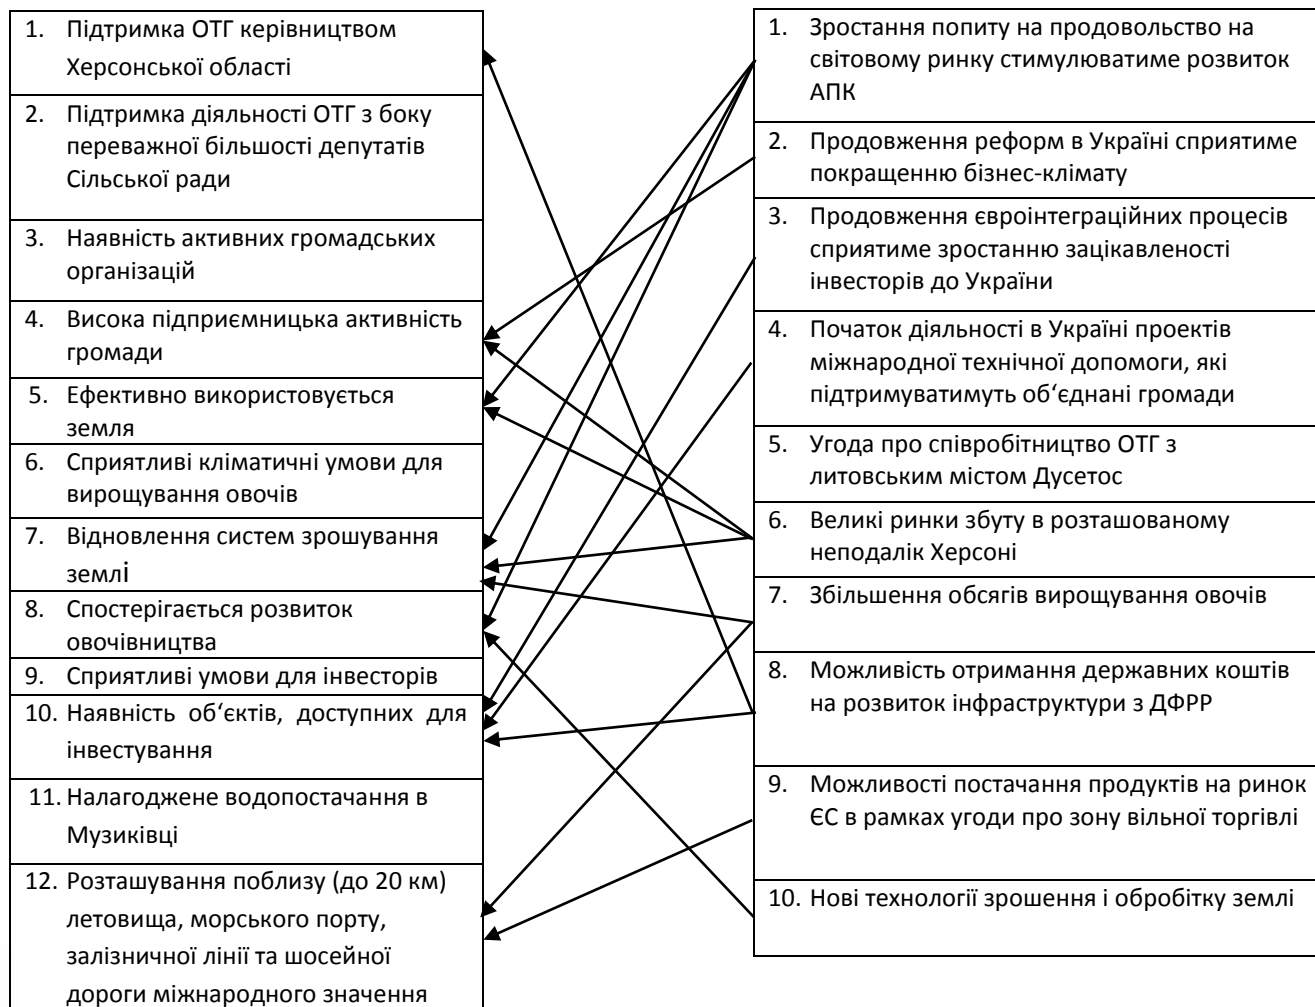 1. Підтримка ОТГ керівництвом
Херсонської області
2. Підтримка діяльності ОТГ з боку
переважної більшості депутатів
Сільської ради
3. Наявність активних громадських
організацій
4. Висока підприємницька активність
громади
5. Ефективно використовується
земля
6. Сприятливі кліматичні умови для
вирощування овочів
7. Відновлення систем зрошування
землі
8. Спостерігається розвиток
овочівництва
9. Сприятливі умови для інвесторів
10. Наявність об‘єктів, доступних для
інвестування
11. Налагоджене водопостачання в
Музиківці
12. Розташування поблизу (до 20 км)
летовища, морського порту,
залізничної лінії та шосейної
дороги міжнародного значення
1. Зростання попиту на продовольство на
світовому ринку стимулюватиме розвиток
АПК
2. Продовження реформ в Україні сприятиме
покращенню бізнес-клімату
3. Продовження євроінтеграційних процесів
сприятиме зростанню зацікавленості
інвесторів до України
4. Початок діяльності в Україні проектів
міжнародної технічної допомоги, які
підтримуватимуть об‘єднані громади
5. Угода про співробітництво ОТГ з
литовським містом Дусетос
6. Великі ринки збуту в розташованому
неподалік Херсоні
7. Збільшення обсягів вирощування овочів
8. Можливість отримання державних коштів
на розвиток інфраструктури з ДФРР
9. Можливості постачання продуктів на ринок
ЄС в рамках угоди про зону вільної торгівлі
10. Нові технології зрошення і обробітку землі